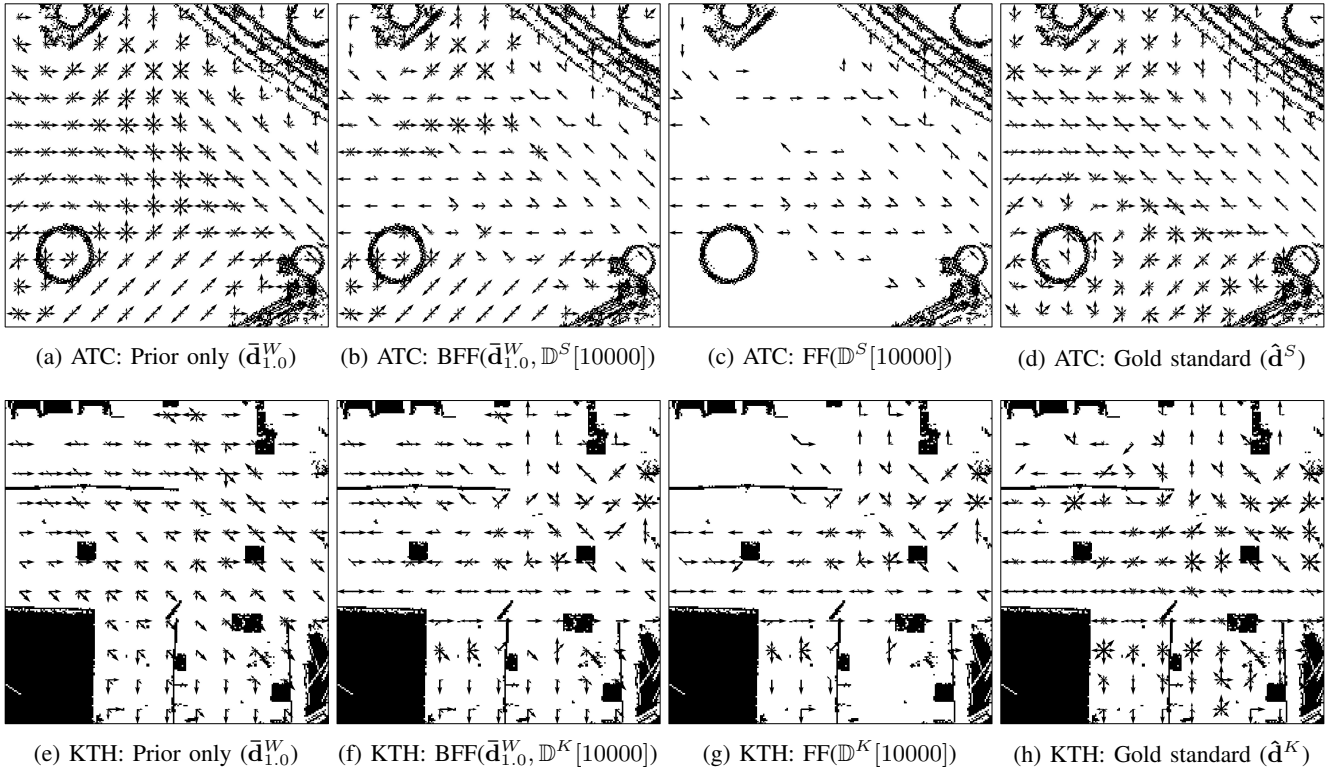 (a) ATC: Prior only (d̄^W_{1.0})
(b) ATC: BFF(d̄^W_{1.0}, 𝔻^S[10000])
(c) ATC: FF(𝔻^S[10000])
(d) ATC: Gold standard (d̂^S)
(e) KTH: Prior only (d̄^W_{1.0})
(f) KTH: BFF(d̄^W_{1.0}, 𝔻^K[10000])
(g) KTH: FF(𝔻^K[10000])
(h) KTH: Gold standard (d̂^K)